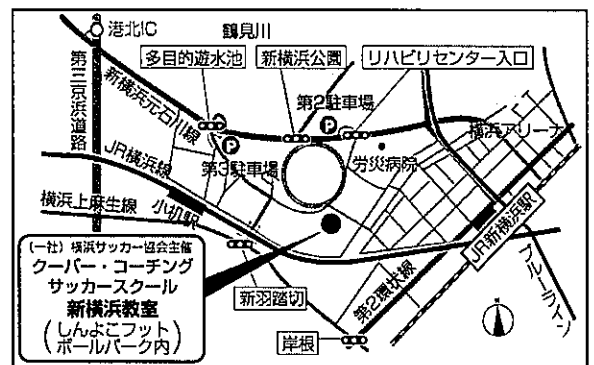 港北IC
鶴見川
多目的遊水池
新横浜公園
リハビリセンター入口
第三京浜道路
新横浜元石川線
第2駐車場
P
横浜アリーナ
P
第3駐車場
労災病院
JR横浜線
横浜上麻生線
小机駅
JR新横浜駅
(一社)横浜サッカー協会主催
クーバー・コーチング
サッカースクール
新横浜教室
(しんよこフット
ボールパーク内)
新羽踏切
第2環状線
ブルーライン
岸根